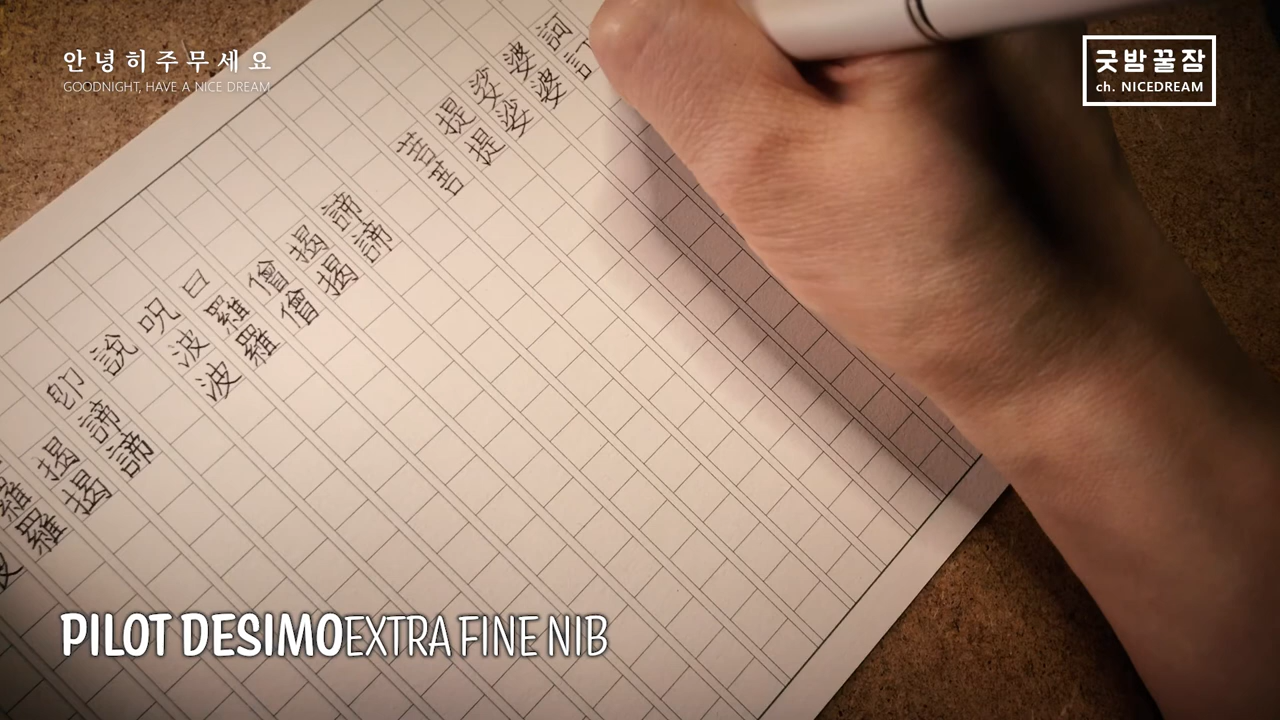 안녕히주무세요
GOODNIGHT, HAVE A NICE DREAM
굿밤꿀잠
ch. NICEDREAM
卽說呪曰
羅揭諦 波羅僧揭諦 菩提娑婆訶
波羅揭諦 波羅僧揭諦 菩提娑婆
PILOT DESIMO EXTRA FINE NIB